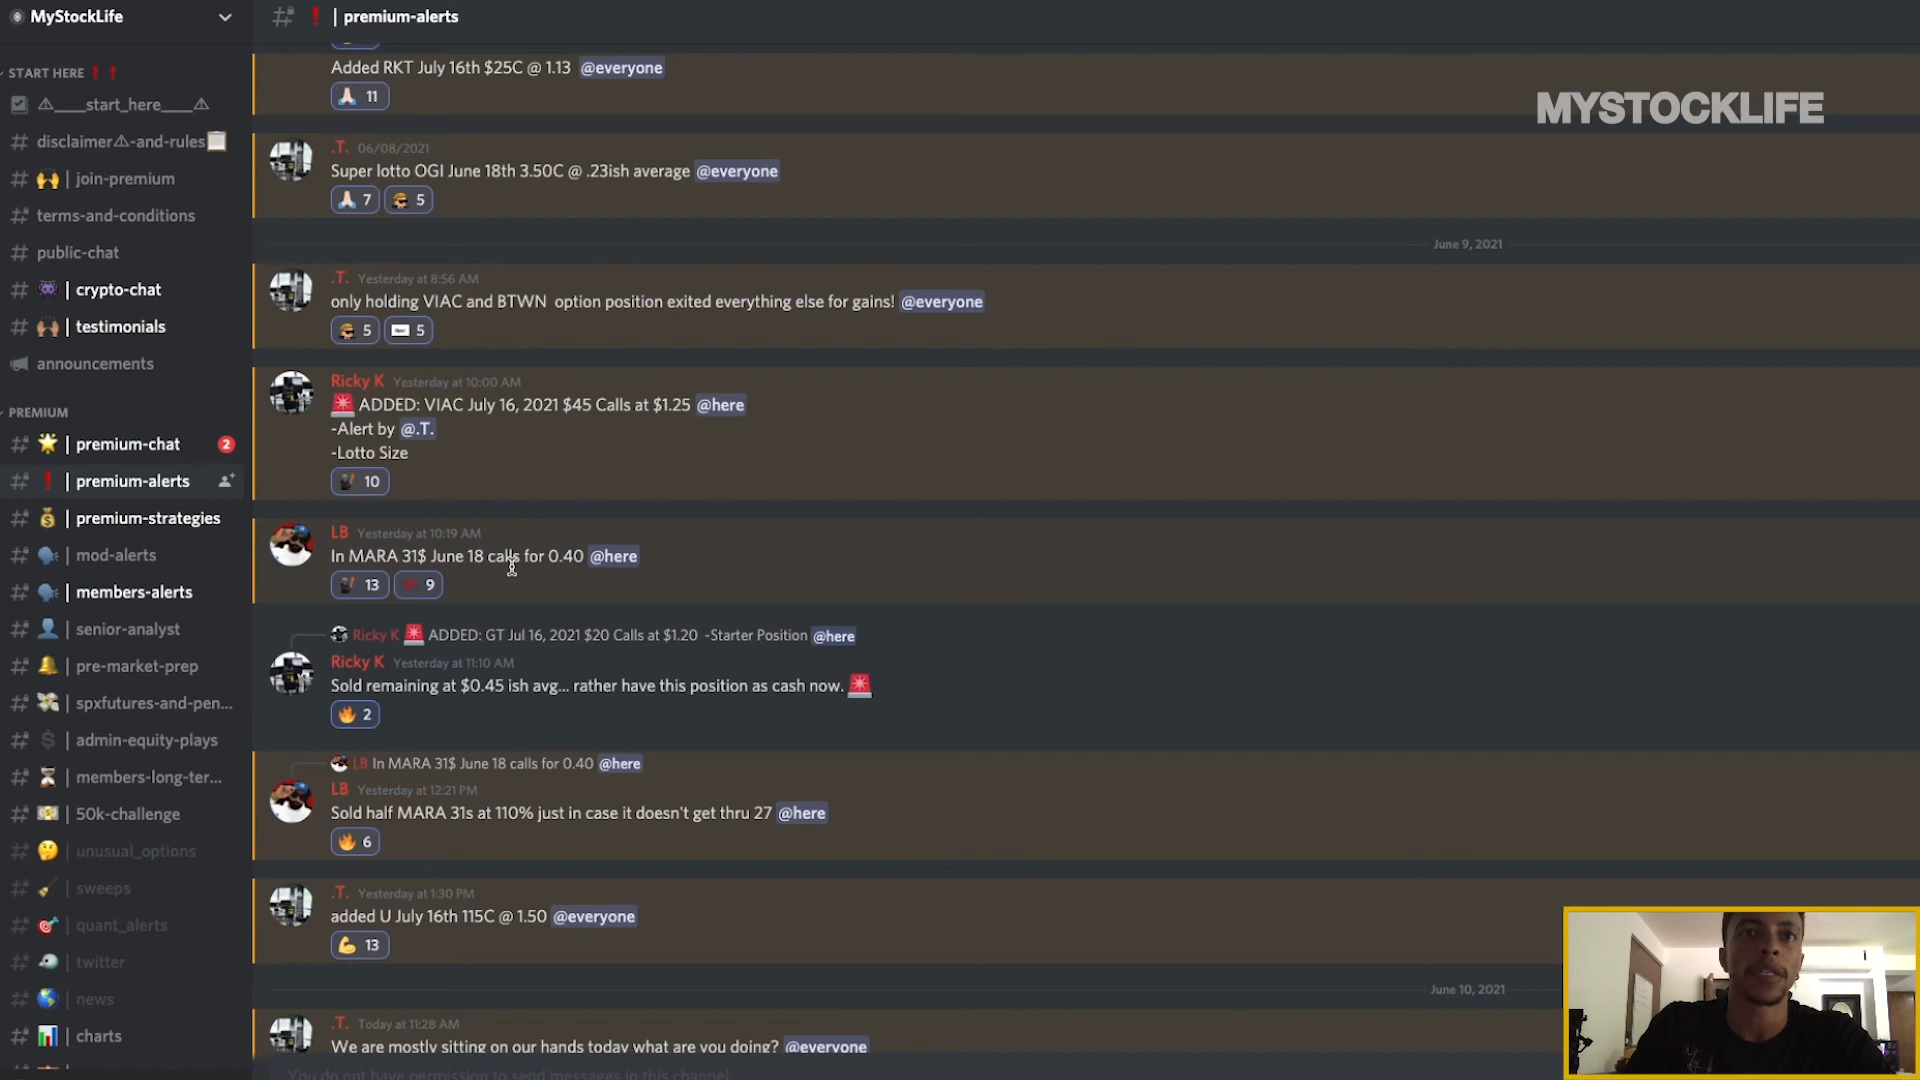 MyStockLife
START HERE
____start_here____
disclaimer⚠-and-rules
| join-premium
terms-and-conditions
public-chat
| crypto-chat
| testimonials
announcements
PREMIUM
| premium-chat 2
| premium-alerts
| premium-strategies
| mod-alerts
| members-alerts
| senior-analyst
| pre-market-prep
| spxfutures-and-pen...
| admin-equity-plays
| members-long-ter...
| 50k-challenge
| unusual_options
| sweeps
| quant_alerts
| twitter
| news
| charts
| premium-alerts
MYSTOCKLIFE
Added RKT July 16th $25C @ 1.13 @everyone
11
.T. 06/08/2021
Super lotto OGI June 18th 3.50C @ .23ish average @everyone
7 5
June 9, 2021
.T. Yesterday at 8:56 AM
only holding VIAC and BTWN option position exited everything else for gains! @everyone
5 5
Ricky K Yesterday at 10:00 AM
ADDED: VIAC July 16, 2021 $45 Calls at $1.25 @here
-Alert by @.T.
-Lotto Size
10
LB Yesterday at 10:19 AM
In MARA 31$ June 18 calls for 0.40 @here
13 9
Ricky K ADDED: GT Jul 16, 2021 $20 Calls at $1.20 -Starter Position @here
Ricky K Yesterday at 11:10 AM
Sold remaining at $0.45 ish avg... rather have this position as cash now.
2
LB In MARA 31$ June 18 calls for 0.40 @here
LB Yesterday at 12:21 PM
Sold half MARA 31s at 110% just in case it doesn't get thru 27 @here
6
.T. Yesterday at 1:30 PM
added U July 16th 115C @ 1.50 @everyone
13
June 10, 2021
.T. Today at 11:28 AM
We are mostly sitting on our hands today what are you doing? @everyone
You do not have permission to send messages in this channel.